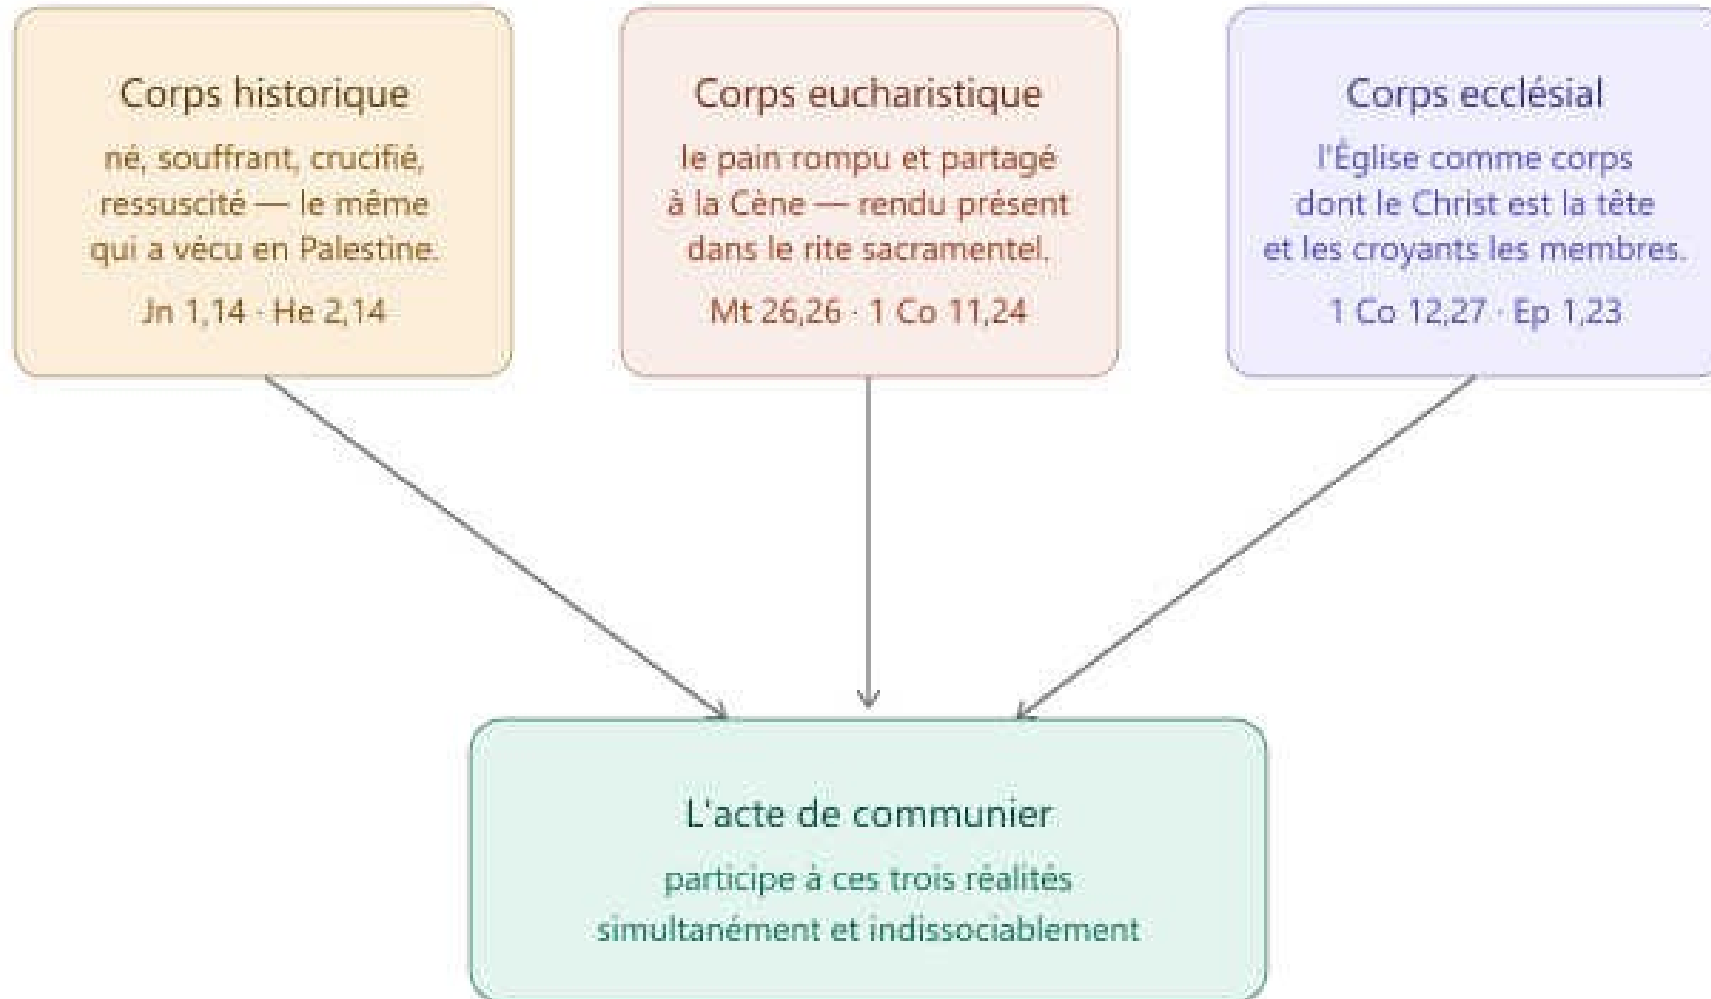 Corps historique
né, souffrant, crucifié,
ressuscité — le même
qui a vécu en Palestine.
Jn 1,14 · He 2,14
Corps eucharistique
le pain rompu et partagé
à la Cène — rendu présent
dans le rite sacramentel.
Mt 26,26 · 1 Co 11,24
Corps ecclésial
l'Église comme corps
dont le Christ est la tête
et les croyants les membres.
1 Co 12,27 · Ep 1,23
L'acte de communier
participe à ces trois réalités
simultanément et indissociablement